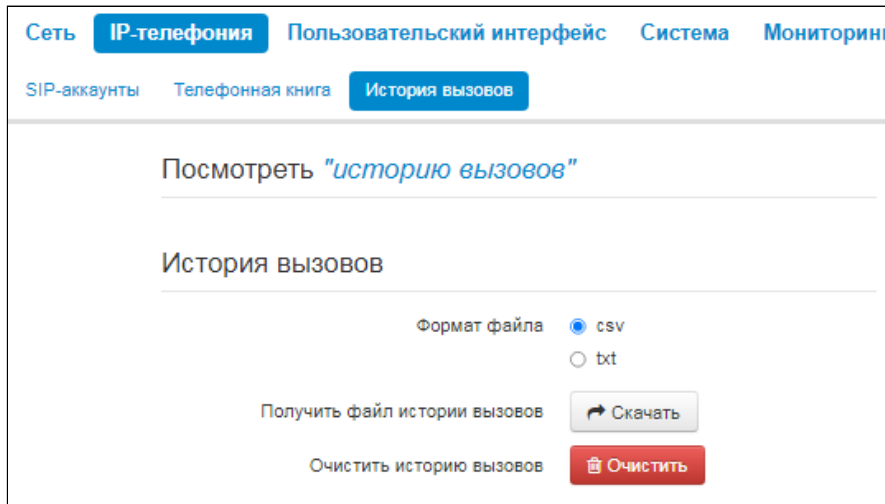 Сеть IP-телефония Пользовательский интерфейс Система Мониторинг
SIP-аккаунты Телефонная книга История вызовов
Посмотреть "историю вызовов"
История вызовов
Формат файла csv
txt
Получить файл истории вызовов Скачать
Очистить историю вызовов Очистить